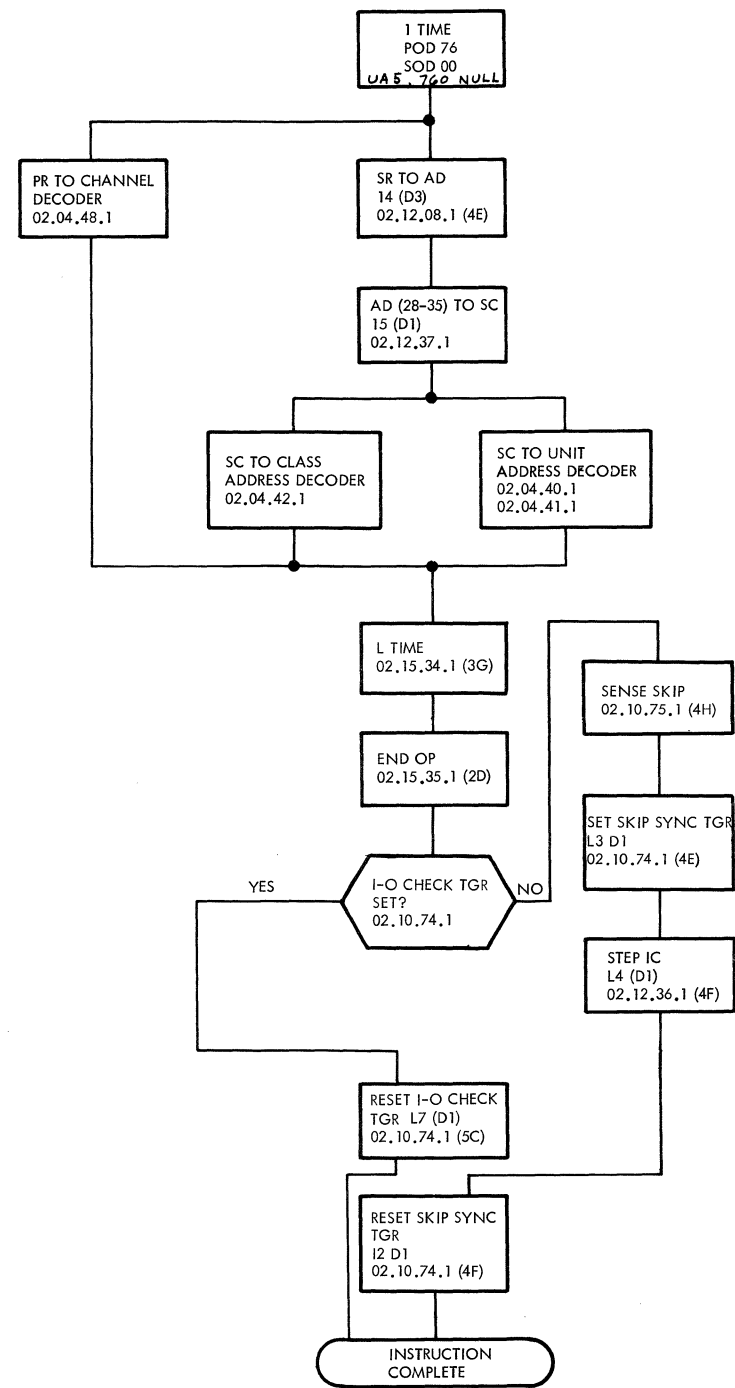 1 TIME
POD 76
SOD 00
UA5, 760 NULL
PR TO CHANNEL
DECODER
02.04.48.1
SR TO AD
14 (D3)
02.12.08.1 (4E)
AD (28-35) TO SC
15 (D1)
02.12.37.1
SC TO CLASS
ADDRESS DECODER
02.04.42.1
SC TO UNIT
ADDRESS DECODER
02.04.40.1
02.04.41.1
L TIME
02.15.34.1 (3G)
END OP
02.15.35.1 (2D)
I-O CHECK TGR
SET?
02.10.74.1
YES
NO
SENSE SKIP
02.10.75.1 (4H)
SET SKIP SYNC TGR
L3 D1
02.10.74.1 (4E)
STEP IC
L4 (D1)
02.12.36.1 (4F)
RESET I-O CHECK
TGR L7 (D1)
02.10.74.1 (5C)
RESET SKIP SYNC
TGR
I2 D1
02.10.74.1 (4F)
INSTRUCTION
COMPLETE